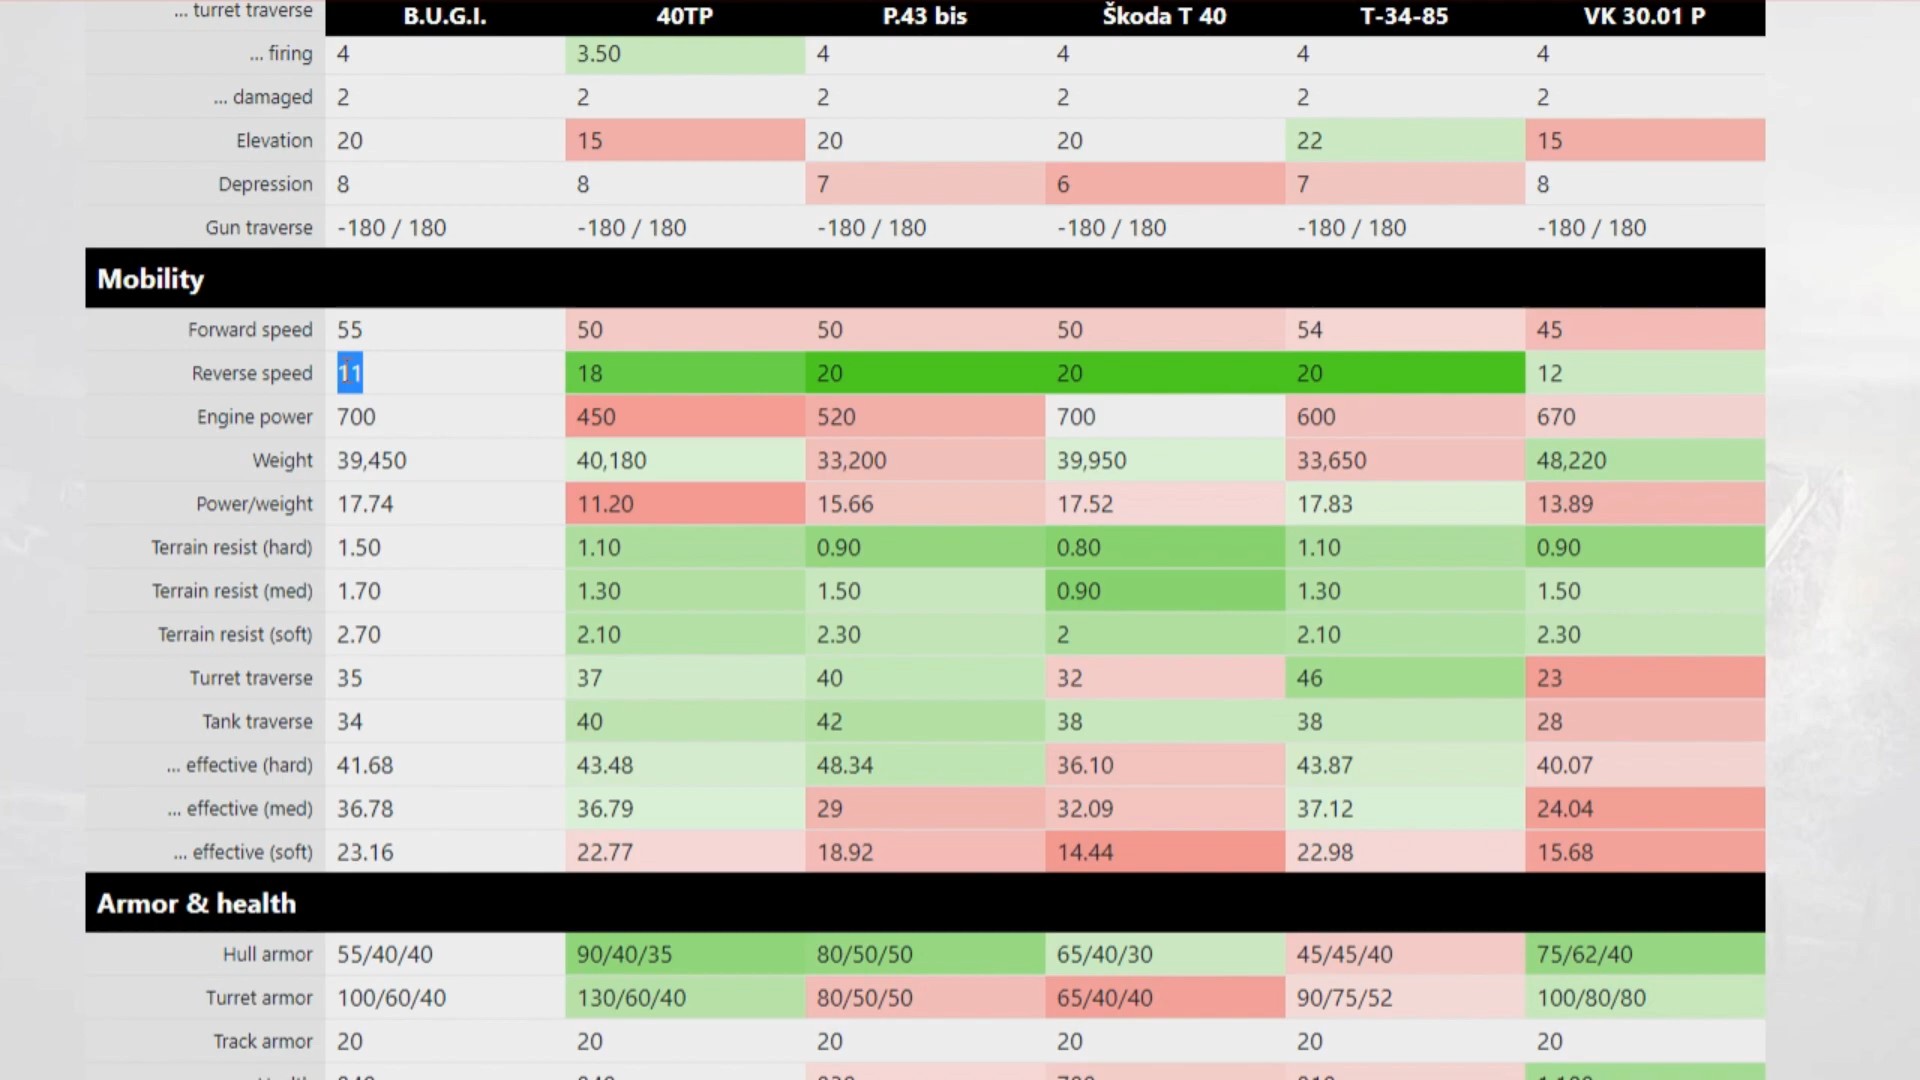 ... turret traverse B.U.G.I. 40TP P.43 bis Škoda T 40 T-34-85 VK 30.01 P
... firing 4 3.50 4 4 4 4
... damaged 2 2 2 2 2 2
Elevation 20 15 20 20 22 15
Depression 8 8 7 6 7 8
Gun traverse -180 / 180 -180 / 180 -180 / 180 -180 / 180 -180 / 180 -180 / 180
Mobility
Forward speed 55 50 50 50 54 45
Reverse speed 11 18 20 20 20 12
Engine power 700 450 520 700 600 670
Weight 39,450 40,180 33,200 39,950 33,650 48,220
Power/weight 17.74 11.20 15.66 17.52 17.83 13.89
Terrain resist (hard) 1.50 1.10 0.90 0.80 1.10 0.90
Terrain resist (med) 1.70 1.30 1.50 0.90 1.30 1.50
Terrain resist (soft) 2.70 2.10 2.30 2 2.10 2.30
Turret traverse 35 37 40 32 46 23
Tank traverse 34 40 42 38 38 28
... effective (hard) 41.68 43.48 48.34 36.10 43.87 40.07
... effective (med) 36.78 36.79 29 32.09 37.12 24.04
... effective (soft) 23.16 22.77 18.92 14.44 22.98 15.68
Armor & health
Hull armor 55/40/40 90/40/35 80/50/50 65/40/30 45/45/40 75/62/40
Turret armor 100/60/40 130/60/40 80/50/50 65/40/40 90/75/52 100/80/80
Track armor 20 20 20 20 20 20